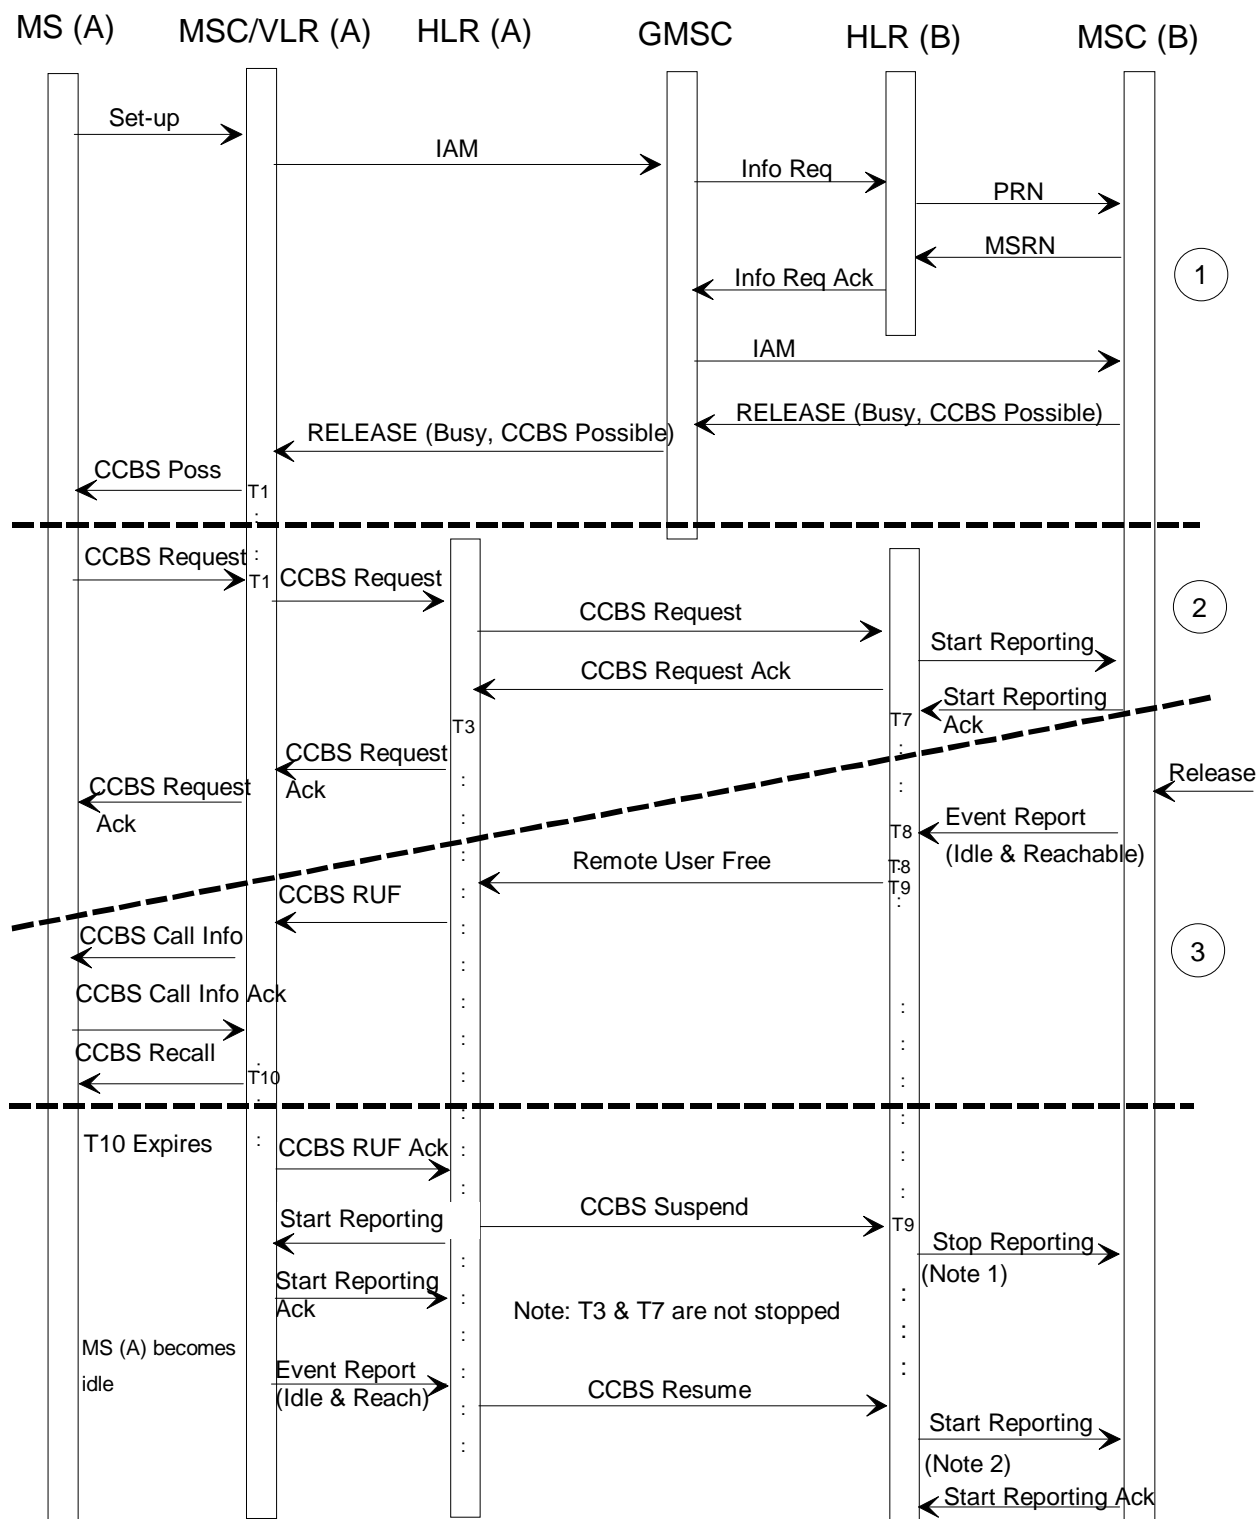 MS (A) MSC/VLR (A) HLR (A) GMSC HLR (B) MSC (B)
Set-up
IAM
Info Req
PRN
MSRN
Info Req Ack
1
IAM
RELEASE (Busy, CCBS Possible)
RELEASE (Busy, CCBS Possible)
CCBS Poss
T1
CCBS Request
T1
CCBS Request
CCBS Request
2
Start Reporting
CCBS Request Ack
Start Reporting
Ack
T3
T7
CCBS Request
Ack
CCBS Request
Ack
Release
Event Report
(Idle & Reachable)
T8
Remote User Free
T8
T9
CCBS RUF
CCBS Call Info
3
CCBS Call Info Ack
CCBS Recall
T10
T10 Expires
CCBS RUF Ack
CCBS Suspend
T9
Start Reporting
Stop Reporting
(Note 1)
Start Reporting
Ack
Note: T3 & T7 are not stopped
MS (A) becomes
idle
Event Report
(Idle & Reach)
CCBS Resume
Start Reporting
(Note 2)
Start Reporting Ack